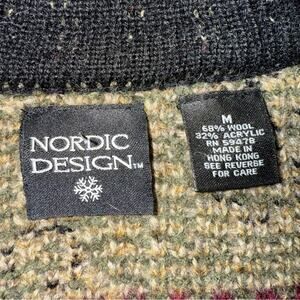 NORDIC
DESIGN™
M
68% WOOL
32% ACRYLIC
RN 59478
MADE IN
HONG KONG
SEE REVERSE
FOR CARE